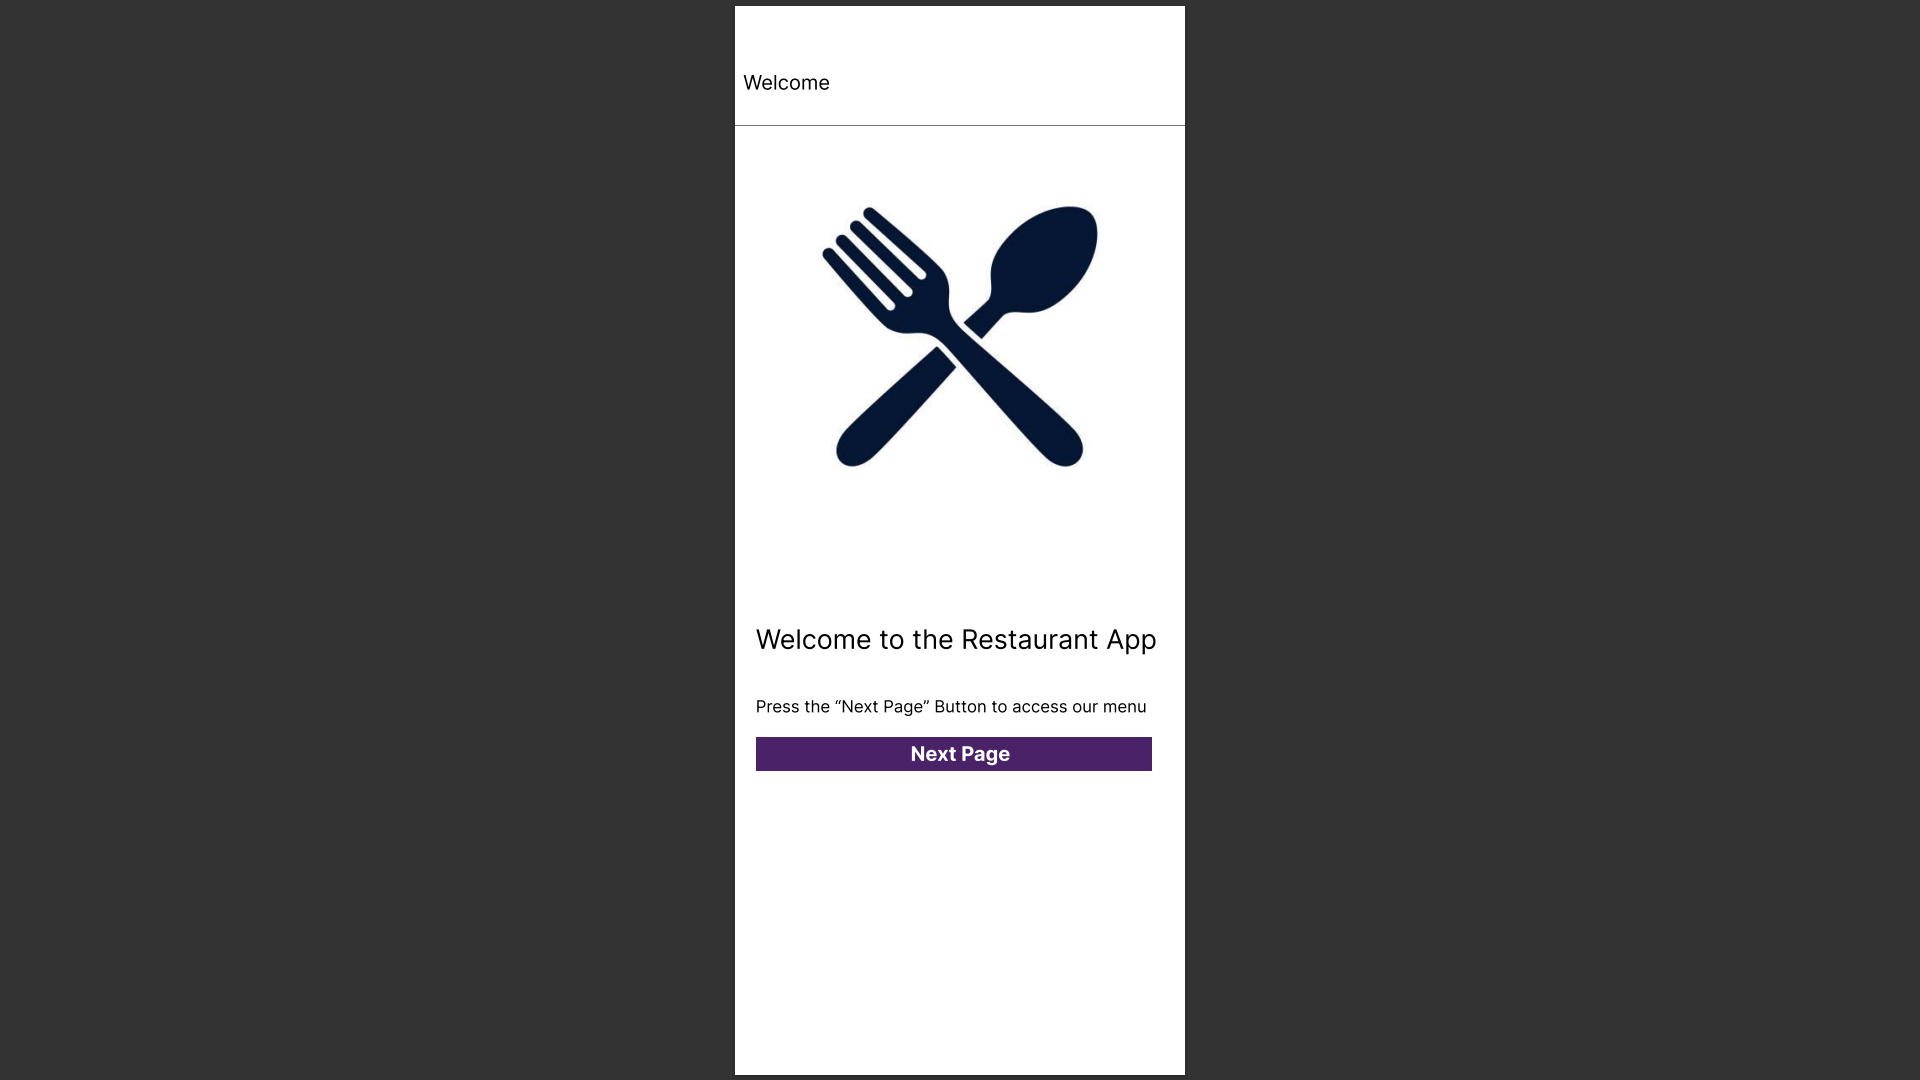 Welcome
Welcome to the Restaurant App
Press the “Next Page” Button to access our menu
Next Page